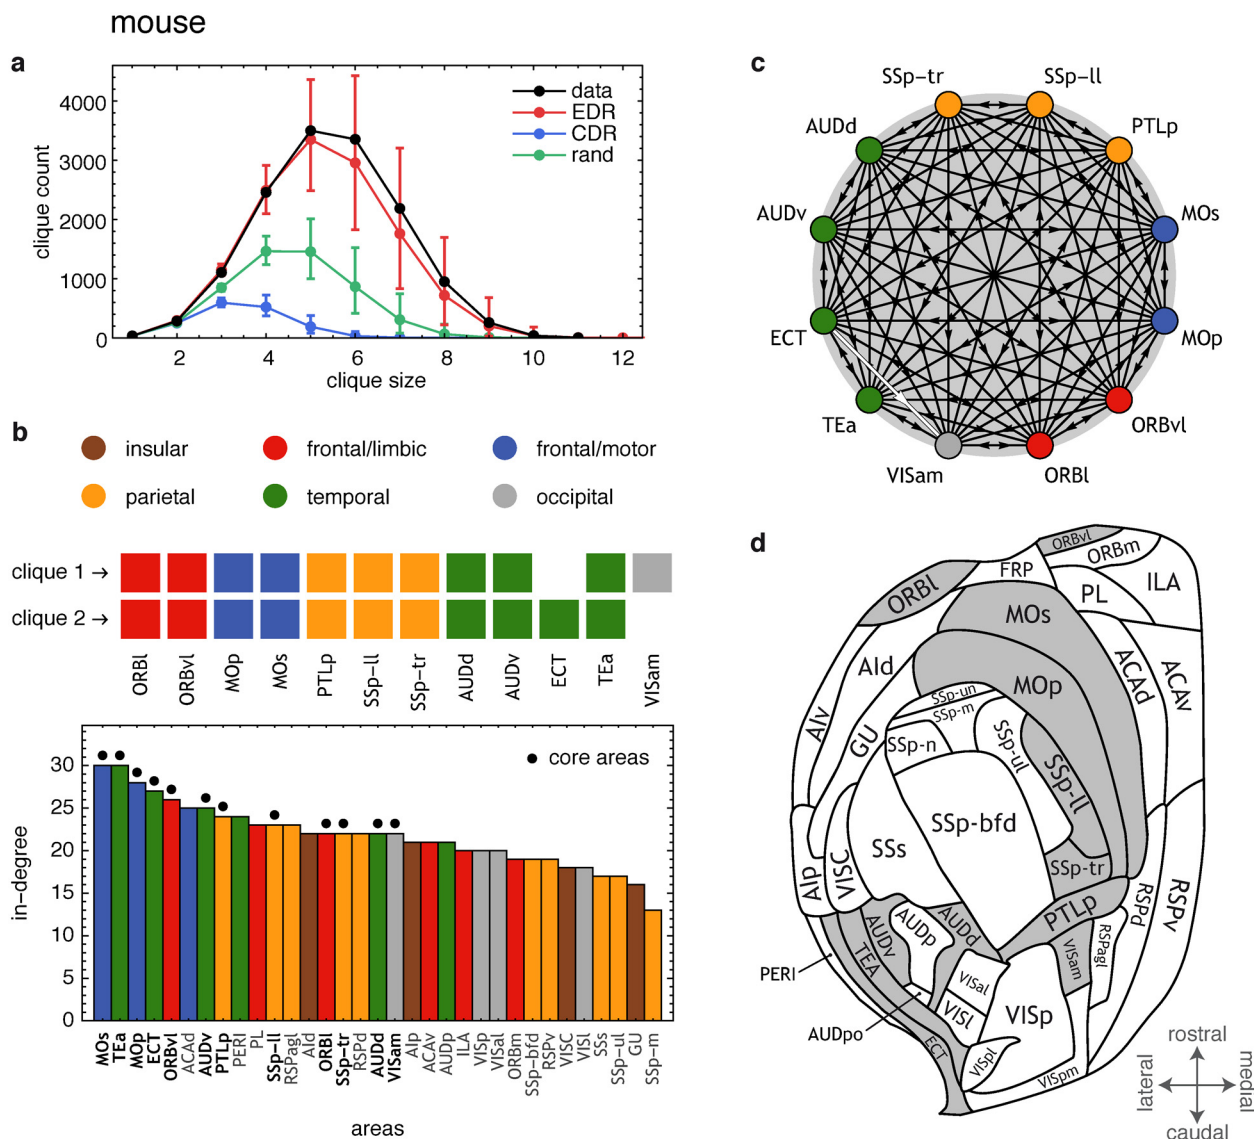 mouse
a
clique count
4000
3000
2000
1000
0
2 4 6 8 10 12
clique size
data
EDR
CDR
rand
b
insular
frontal/limbic
frontal/motor
parietal
temporal
occipital
clique 1 →
clique 2 →
ORBl ORBvl MOp MOs PTLp SSp-ll SSp-tr AUDd AUDv ECT TEa VISam
core areas
in-degree
30
25
20
15
10
5
0
MOs TEa MOp ECT ORBvl ACAd AUDv PTLp PERI PL SSp-ll RSPagl AId ORBl SSp-tr RSPd AUDd VISam AIp ACAv AUDp ILA VISp VISal ORBm SSp-bfd RSPv VISC VISl SSs SSp-ul GU SSp-m
areas
c
SSp-tr
SSp-ll
AUDd
PTLp
AUDv
MOs
ECT
MOp
TEa
ORBvl
VISam
ORBl
d
ORBvl
ORBm
FRP
ORBl
PL
ILA
MOs
AId
ACAd
ACAv
MOp
SSp-un
SSp-m
AIv
GU
SSp-n
SSp-ul
SSp-ll
SSp-bfd
SSs
AIp
VISC
SSp-tr
RSPd
RSPv
PTLp
AUDv
AUDp
AUDd
TEA
VISam
RSPagl
PERI
VISal
VISl
VISp
AUDpo
ECT
VISpl
VISpm
rostral
lateral
medial
caudal